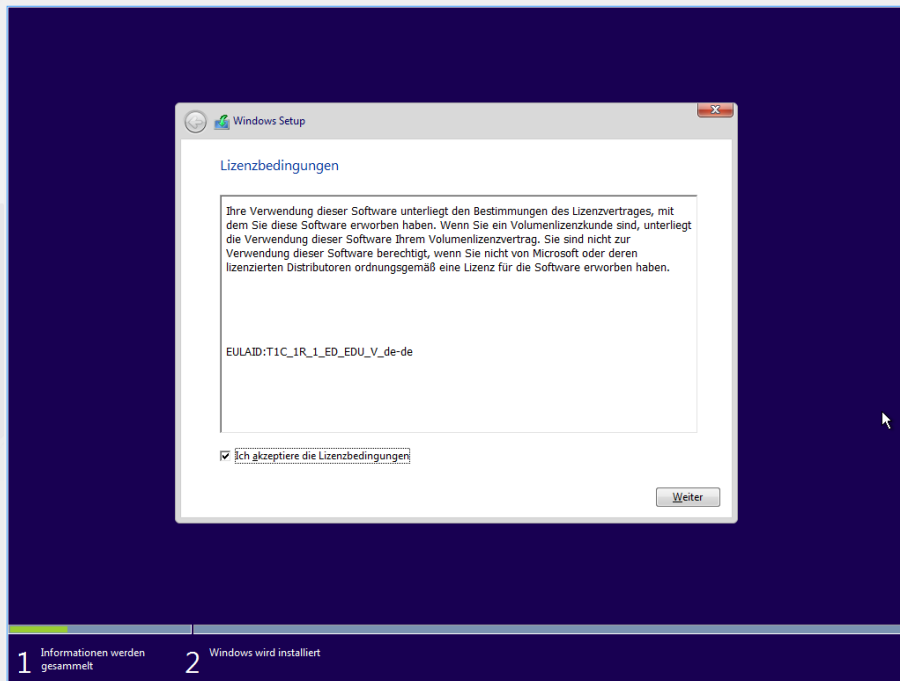 Windows Setup
Lizenzbedingungen
Ihre Verwendung dieser Software unterliegt den Bestimmungen des Lizenzvertrages, mit
dem Sie diese Software erworben haben. Wenn Sie ein Volumenlizenzkunde sind, unterliegt
die Verwendung dieser Software Ihrem Volumenlizenzvertrag. Sie sind nicht zur
Verwendung dieser Software berechtigt, wenn Sie nicht von Microsoft oder deren
lizenzierten Distributoren ordnungsgemäß eine Lizenz für die Software erworben haben.
EULAID:T1C_1R_1_ED_EDU_V_de-de
Ich akzeptiere die Lizenzbedingungen
Weiter
1 Informationen werden
gesammelt
2 Windows wird installiert